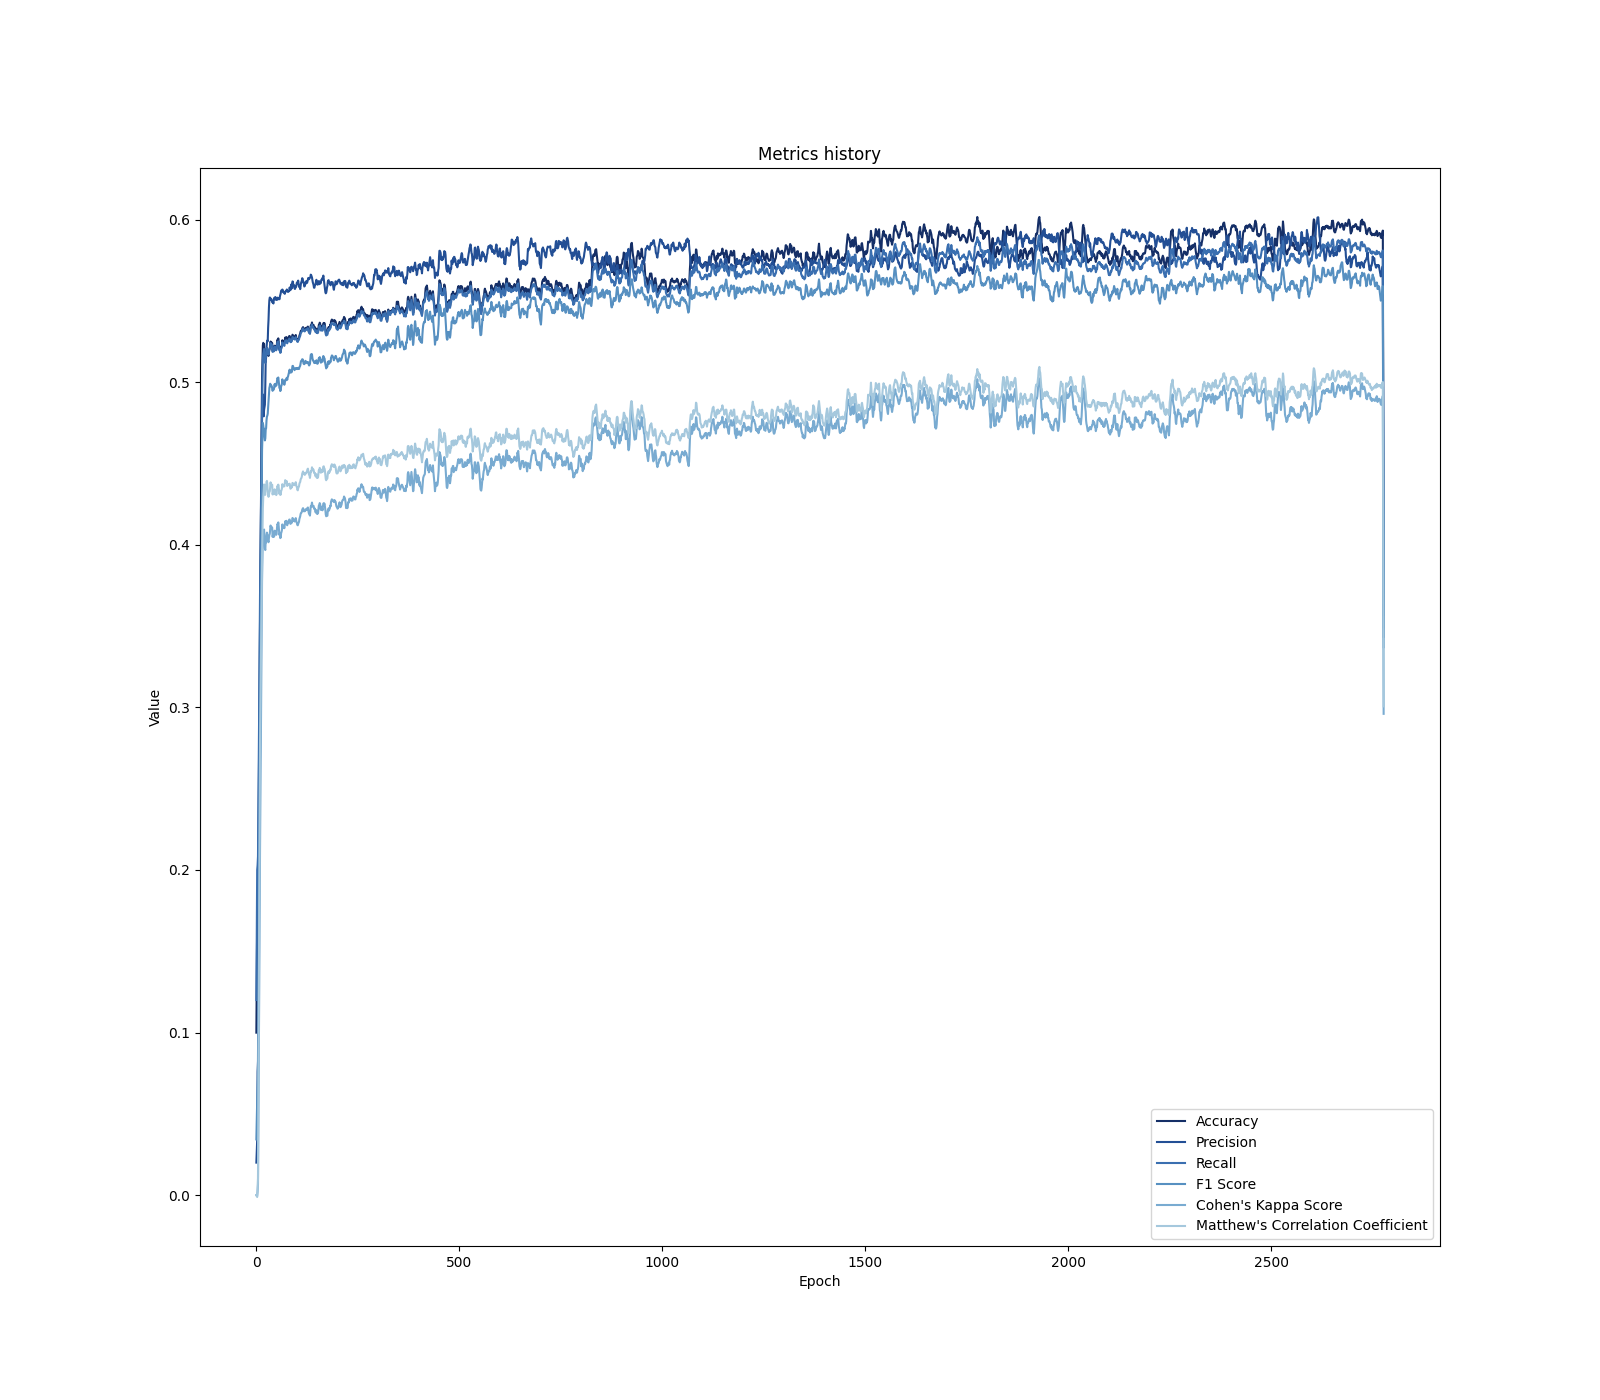 Metrics history
0.6
0.5
0.4
0.3
0.2
0.1
0.0
Value
0
500
1000
1500
2000
2500
Epoch
Accuracy
Precision
Recall
F1 Score
Cohen's Kappa Score
Matthew's Correlation Coefficient